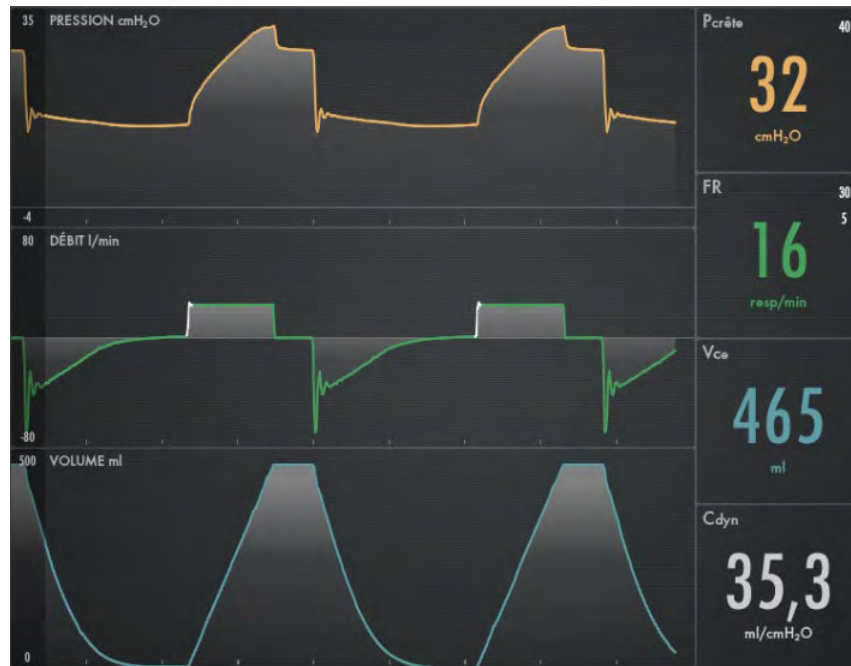 35 PRESSION cmH₂O
-4
80 DÉBIT l/min
-80
500 VOLUME ml
0
Pcrête 40
32
cmH₂O
FR 30
5
16
resp/min
Vce
465
ml
Cdyn
35,3
ml/cmH₂O